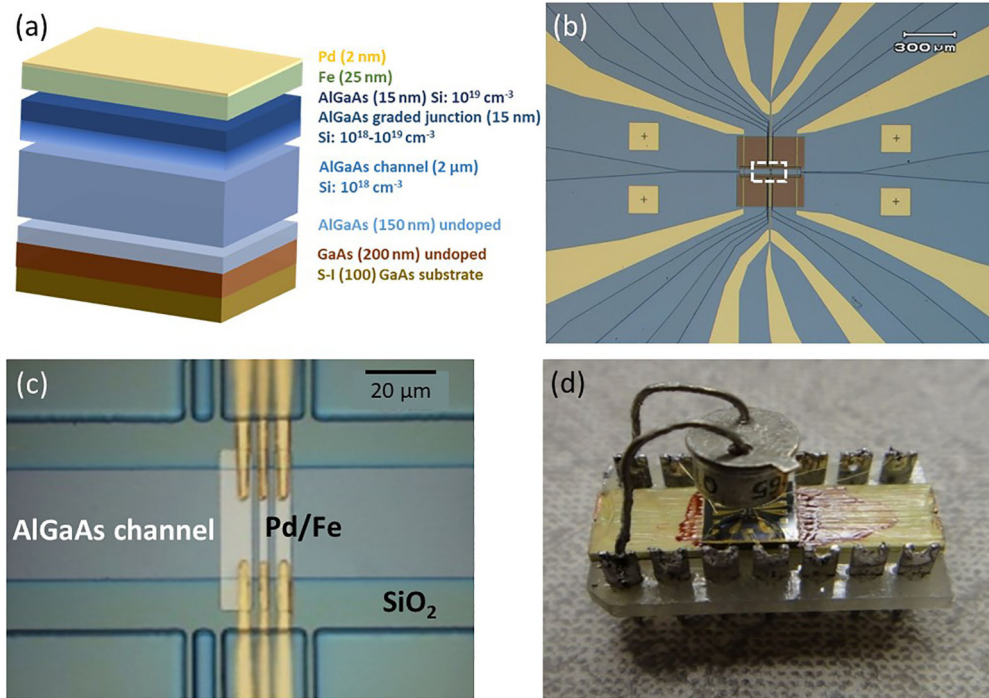 (a)
Pd (2 nm)
Fe (25 nm)
AlGaAs (15 nm) Si: 10¹⁹ cm⁻³
AlGaAs graded junction (15 nm)
Si: 10¹⁸-10¹⁹ cm⁻³
AlGaAs channel (2 μm)
Si: 10¹⁸ cm⁻³
AlGaAs (150 nm) undoped
GaAs (200 nm) undoped
S-I (100) GaAs substrate
(b)
300 μm
(c)
20 μm
AlGaAs channel
Pd/Fe
SiO₂
(d)
65